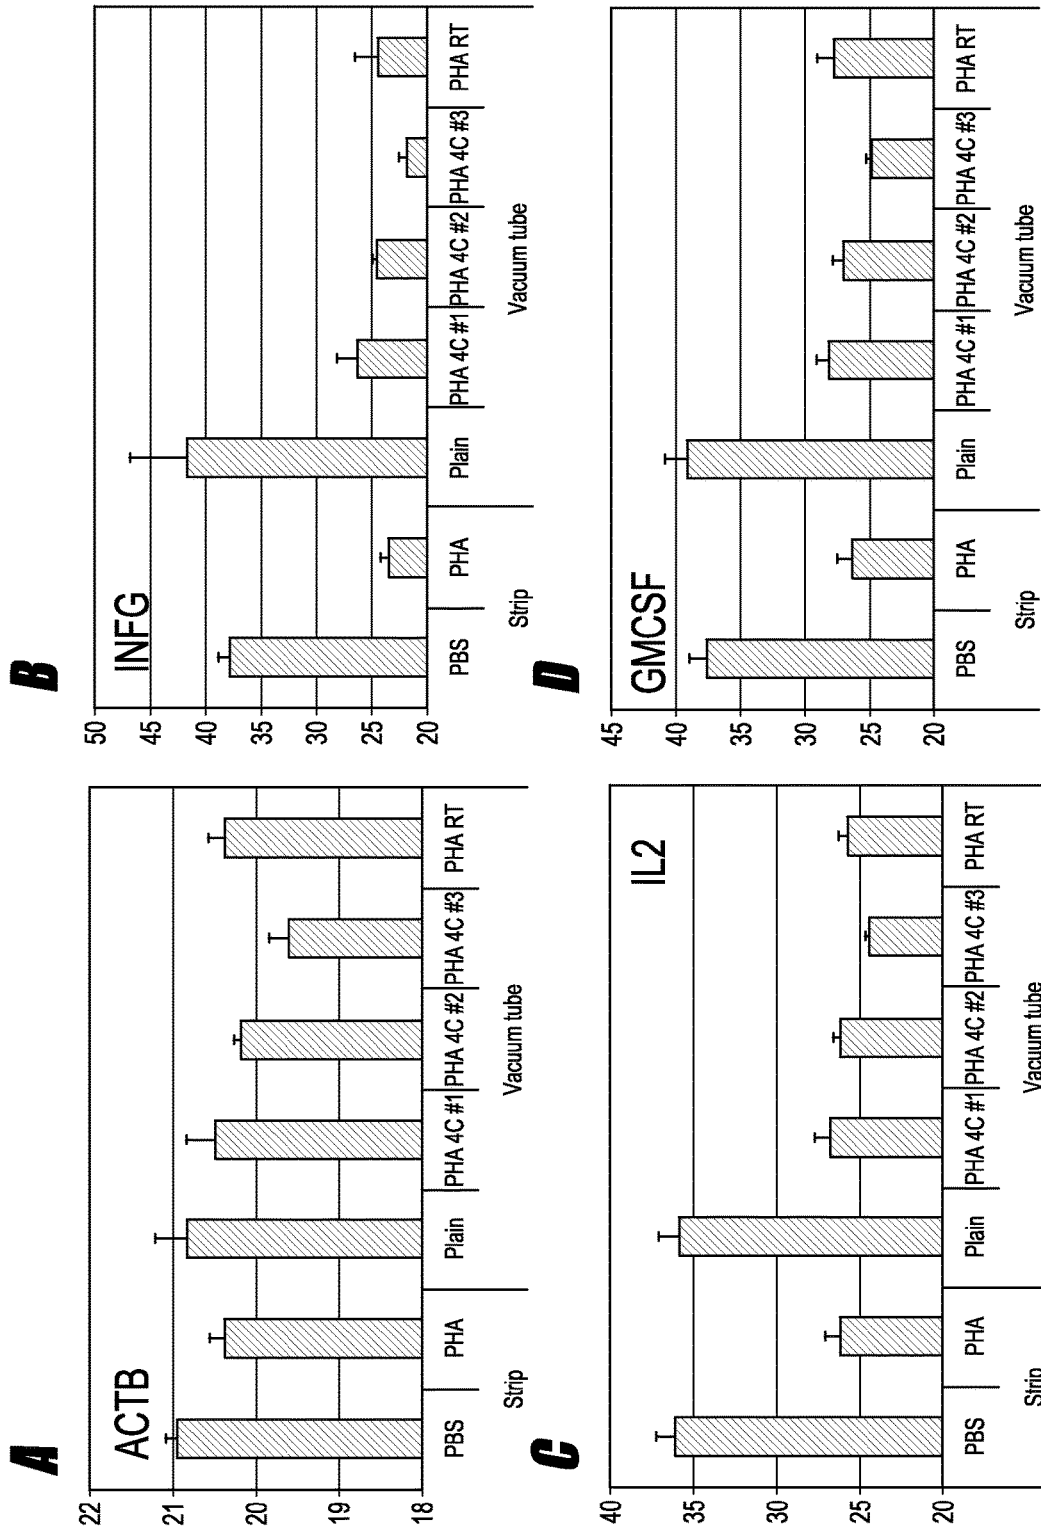 A
ACTB
22
21
20
19
18
PBS PHA Plain PHA 4C #1 PHA 4C #2 PHA 4C #3 PHA RT
Strip Vacuum tube
B
INFG
50
45
40
35
30
25
20
PBS PHA Plain PHA 4C #1 PHA 4C #2 PHA 4C #3 PHA RT
Strip Vacuum tube
C
IL2
40
35
30
25
20
PBS PHA Plain PHA 4C #1 PHA 4C #2 PHA 4C #3 PHA RT
Strip Vacuum tube
D
GMCSF
45
40
35
30
25
20
PBS PHA Plain PHA 4C #1 PHA 4C #2 PHA 4C #3 PHA RT
Strip Vacuum tube